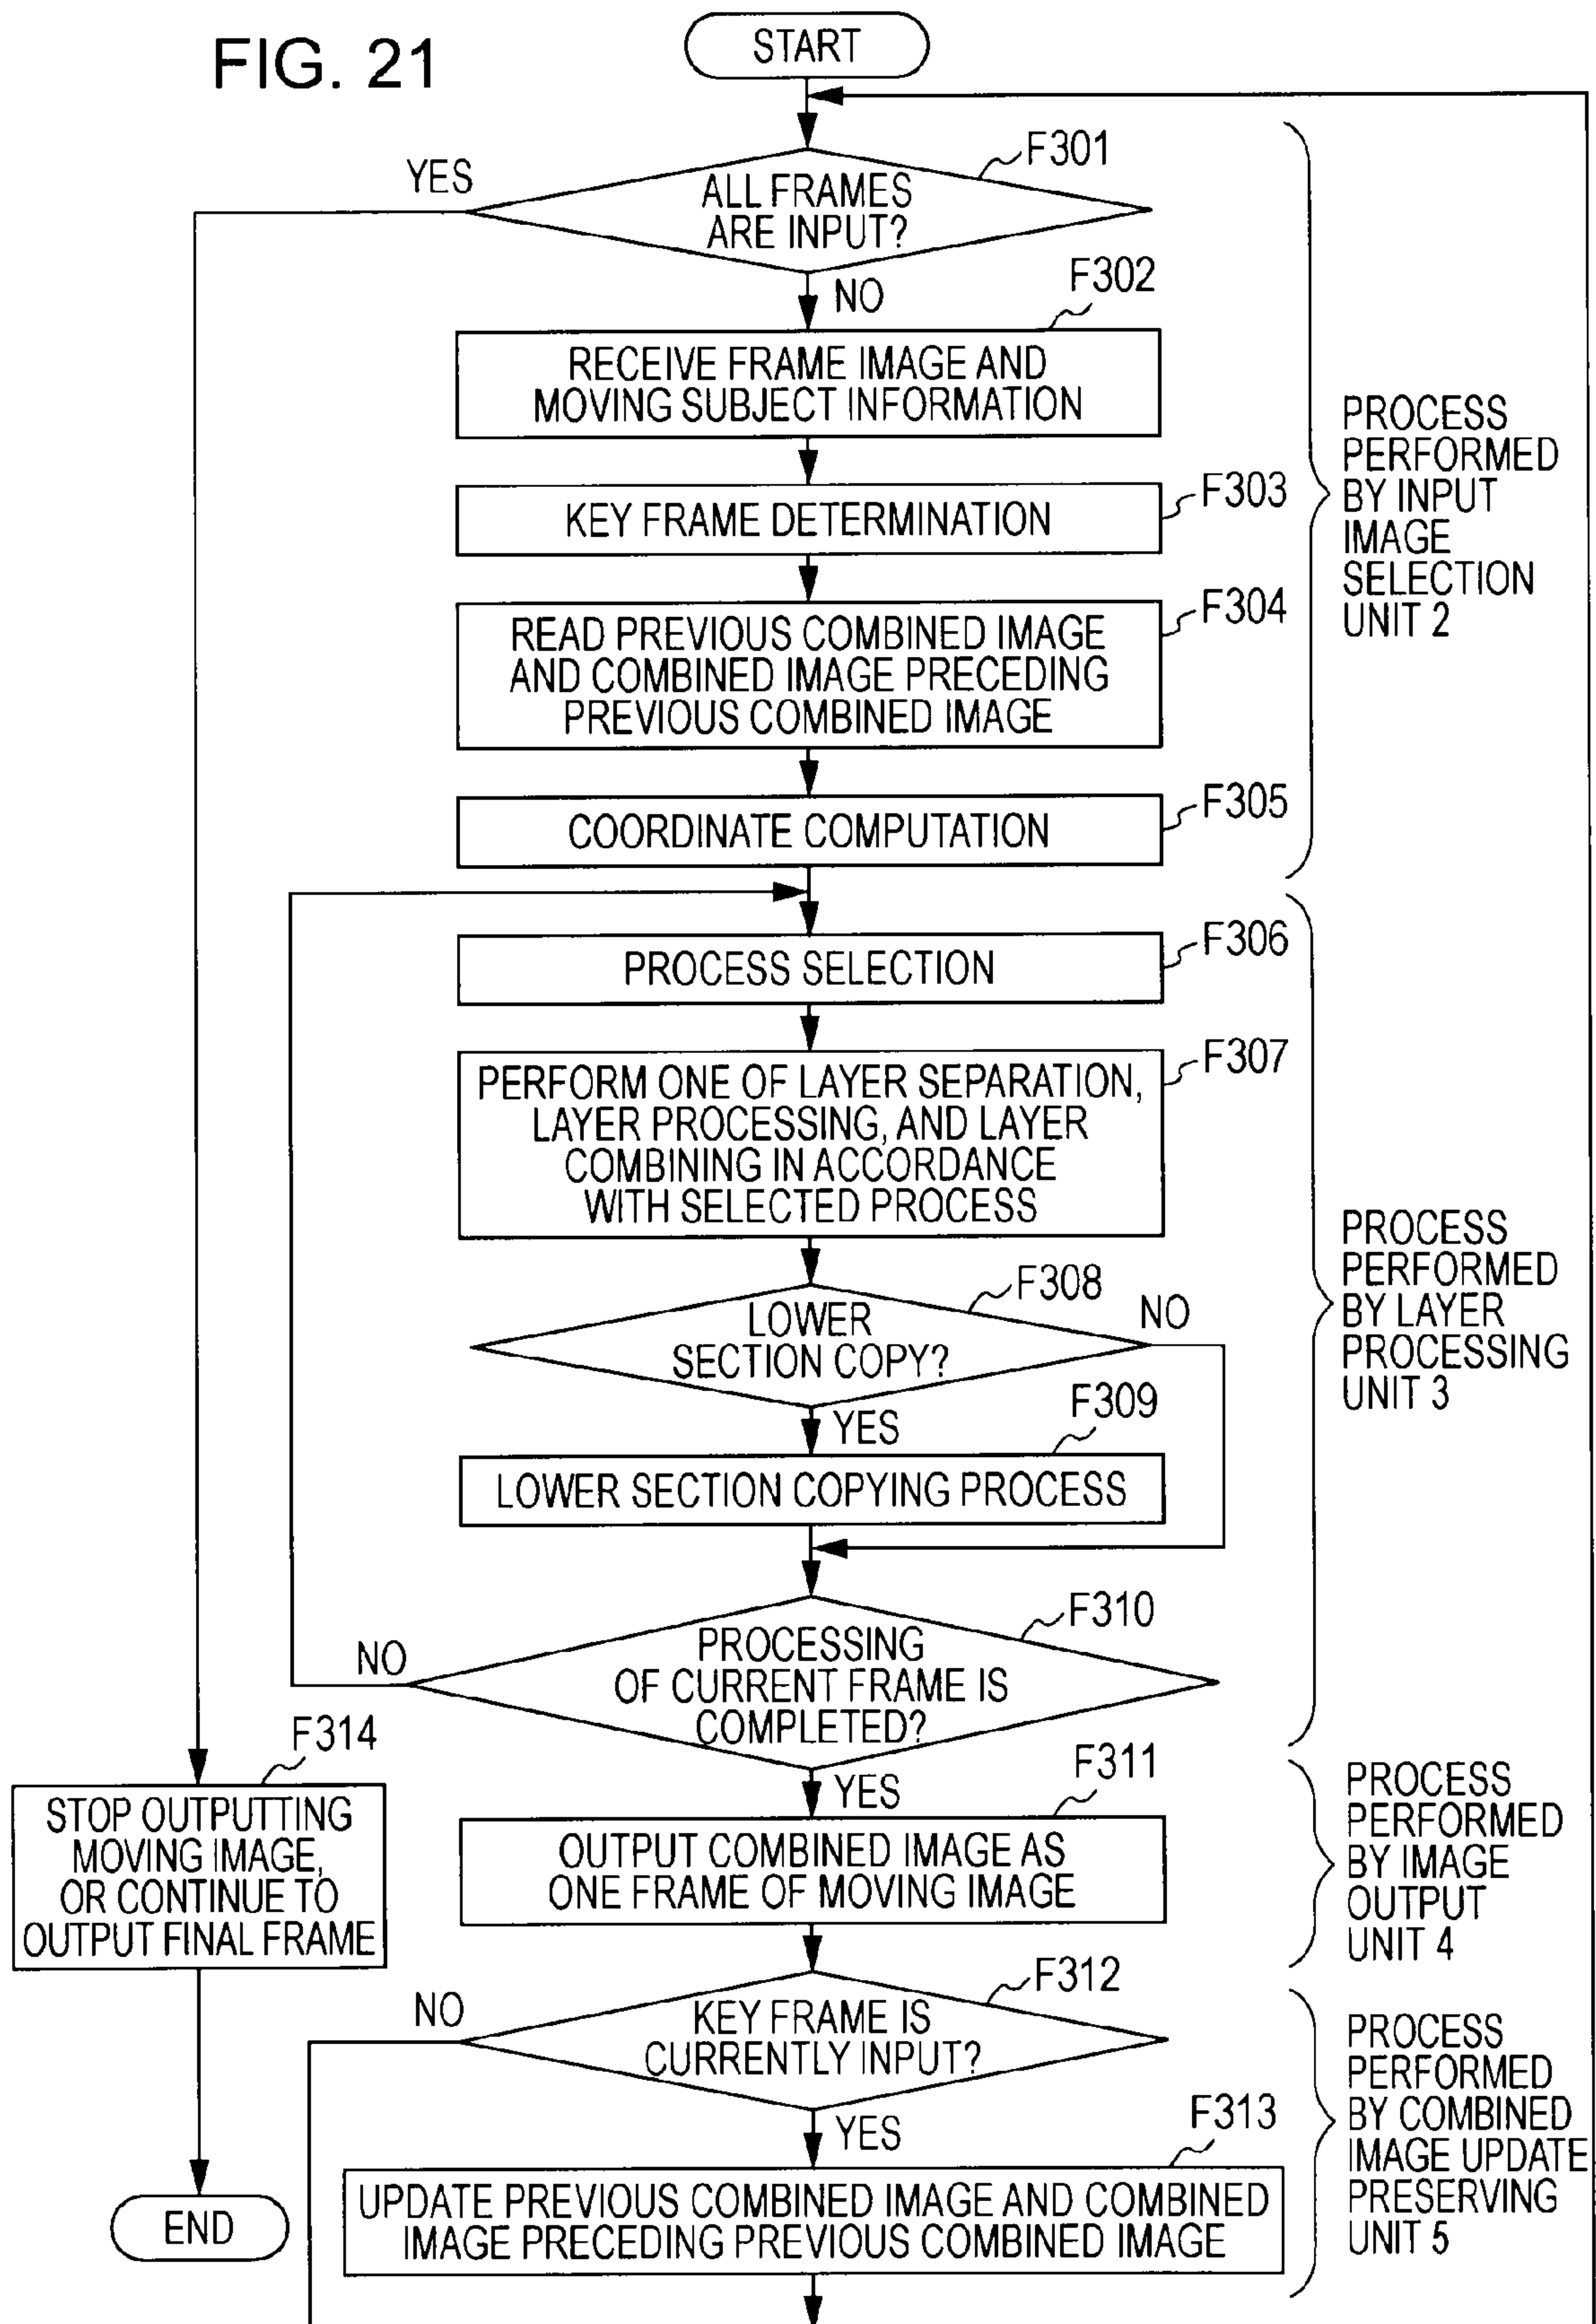 FIG. 21
START
F301
YES
ALL FRAMES
ARE INPUT?
NO
F302
RECEIVE FRAME IMAGE AND
MOVING SUBJECT INFORMATION
F303
KEY FRAME DETERMINATION
F304
READ PREVIOUS COMBINED IMAGE
AND COMBINED IMAGE PRECEDING
PREVIOUS COMBINED IMAGE
F305
COORDINATE COMPUTATION
PROCESS
PERFORMED
BY INPUT
IMAGE
SELECTION
UNIT 2
F306
PROCESS SELECTION
F307
PERFORM ONE OF LAYER SEPARATION,
LAYER PROCESSING, AND LAYER
COMBINING IN ACCORDANCE
WITH SELECTED PROCESS
F308
LOWER
SECTION COPY?
NO
YES
F309
LOWER SECTION COPYING PROCESS
F310
NO
PROCESSING
OF CURRENT FRAME IS
COMPLETED?
YES
PROCESS
PERFORMED
BY LAYER
PROCESSING
UNIT 3
F314
STOP OUTPUTTING
MOVING IMAGE,
OR CONTINUE TO
OUTPUT FINAL FRAME
END
F311
OUTPUT COMBINED IMAGE AS
ONE FRAME OF MOVING IMAGE
PROCESS
PERFORMED
BY IMAGE
OUTPUT
UNIT 4
F312
NO
KEY FRAME IS
CURRENTLY INPUT?
YES
F313
UPDATE PREVIOUS COMBINED IMAGE AND COMBINED
IMAGE PRECEDING PREVIOUS COMBINED IMAGE
PROCESS
PERFORMED
BY COMBINED
IMAGE UPDATE
PRESERVING
UNIT 5